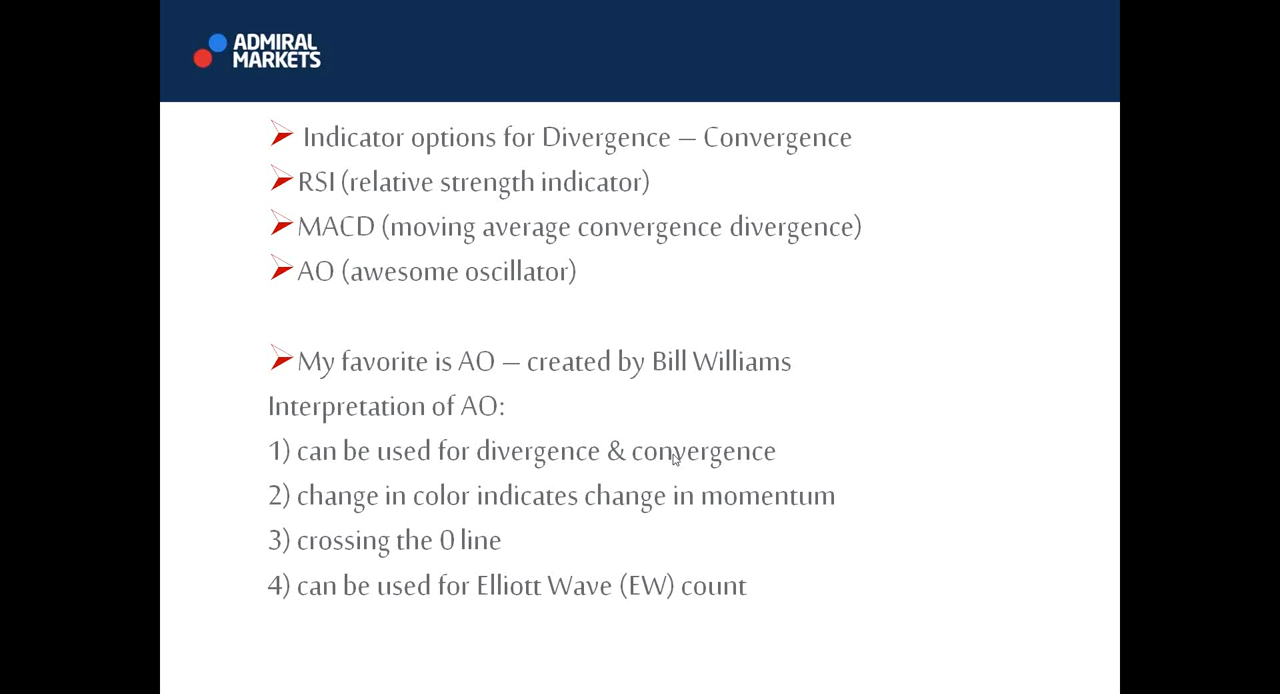 ADMIRAL
MARKETS
Indicator options for Divergence – Convergence
RSI (relative strength indicator)
MACD (moving average convergence divergence)
AO (awesome oscillator)
My favorite is AO – created by Bill Williams
Interpretation of AO:
1) can be used for divergence & convergence
2) change in color indicates change in momentum
3) crossing the 0 line
4) can be used for Elliott Wave (EW) count